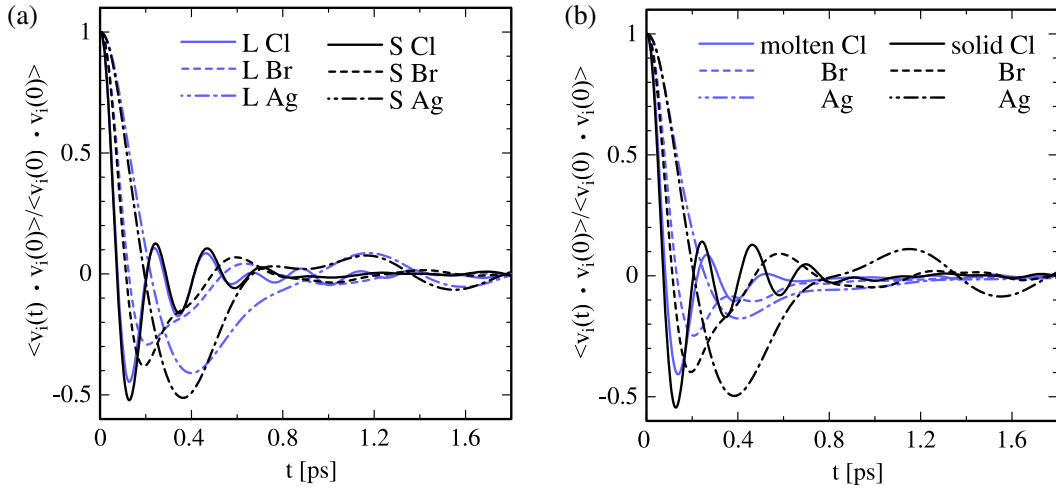 (a)
1
0.5
0
-0.5
<v_i(t) · v_i(0)>/<v_i(0) · v_i(0)>
L Cl
L Br
L Ag
S Cl
S Br
S Ag
0 0.4 0.8 1.2 1.6
t [ps]
(b)
1
0.5
0
-0.5
<v_i(t) · v_i(0)>/<v_i(0) · v_i(0)>
molten Cl
Br
Ag
solid Cl
Br
Ag
0 0.4 0.8 1.2 1.6
t [ps]